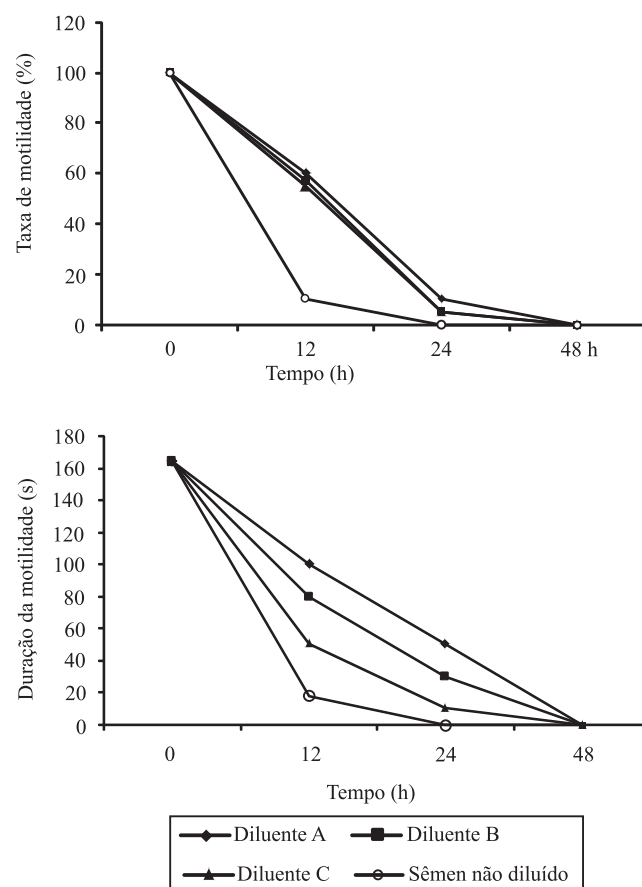 120
100
80
60
40
20
0
Taxa de motilidade (%)
0 12 24 48 h
Tempo (h)
180
160
140
120
100
80
60
40
20
0
Duração da motilidade (s)
0 12 24 48
Tempo (h)
Diluente A Diluente B
Diluente C Sêmen não diluído